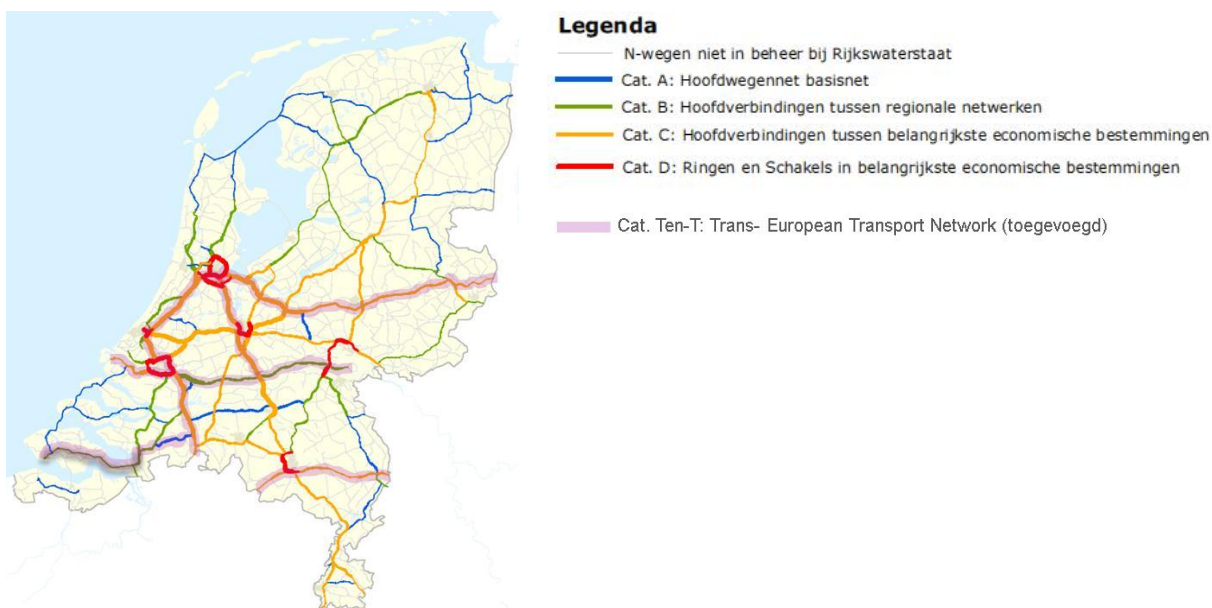 Legenda
N-wegen niet in beheer bij Rijkswaterstaat
Cat. A: Hoofdwegennet basisnet
Cat. B: Hoofdverbindingen tussen regionale netwerken
Cat. C: Hoofdverbindingen tussen belangrijkste economische bestemmingen
Cat. D: Ringen en Schakels in belangrijkste economische bestemmingen
Cat. Ten-T: Trans- European Transport Network (toegevoegd)